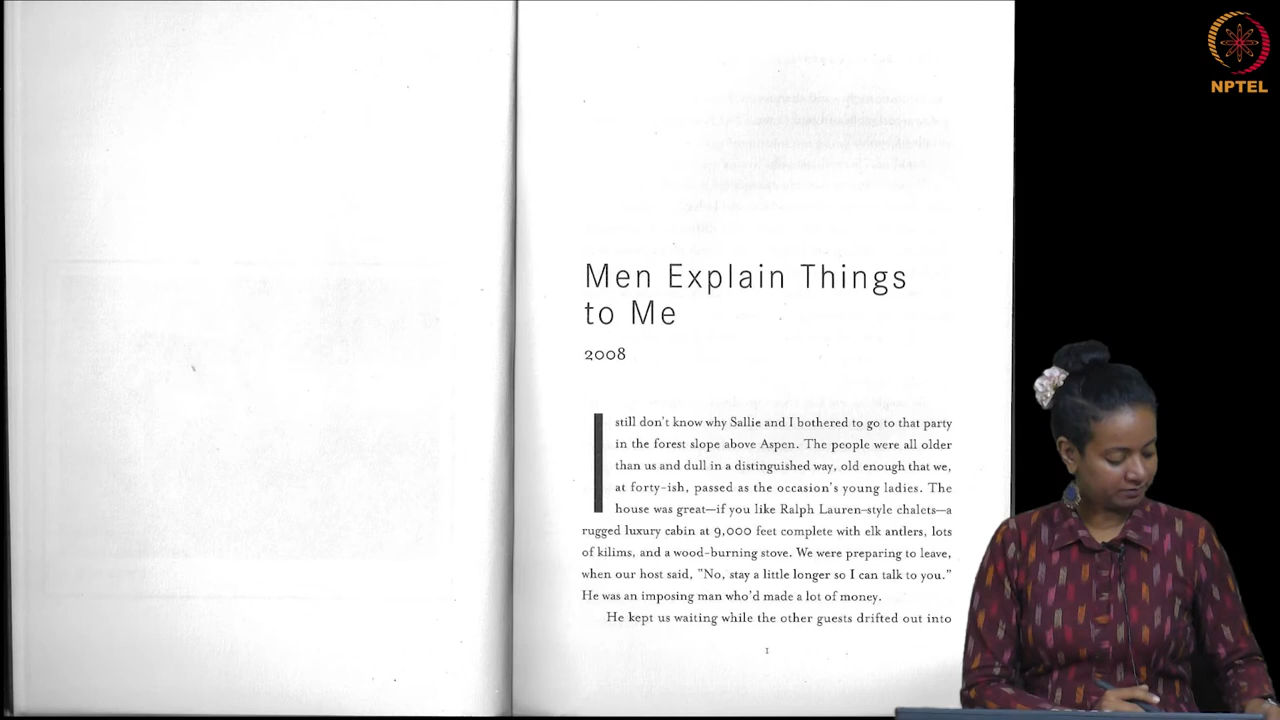 NPTEL
Men Explain Things
to Me
2008
I still don't know why Sallie and I bothered to go to that party
in the forest slope above Aspen. The people were all older
than us and dull in a distinguished way, old enough that we,
at forty-ish, passed as the occasion's young ladies. The
house was great—if you like Ralph Lauren–style chalets—a
rugged luxury cabin at 9,000 feet complete with elk antlers, lots
of kilims, and a wood-burning stove. We were preparing to leave,
when our host said, "No, stay a little longer so I can talk to you."
He was an imposing man who'd made a lot of money.
He kept us waiting while the other guests drifted out into
1